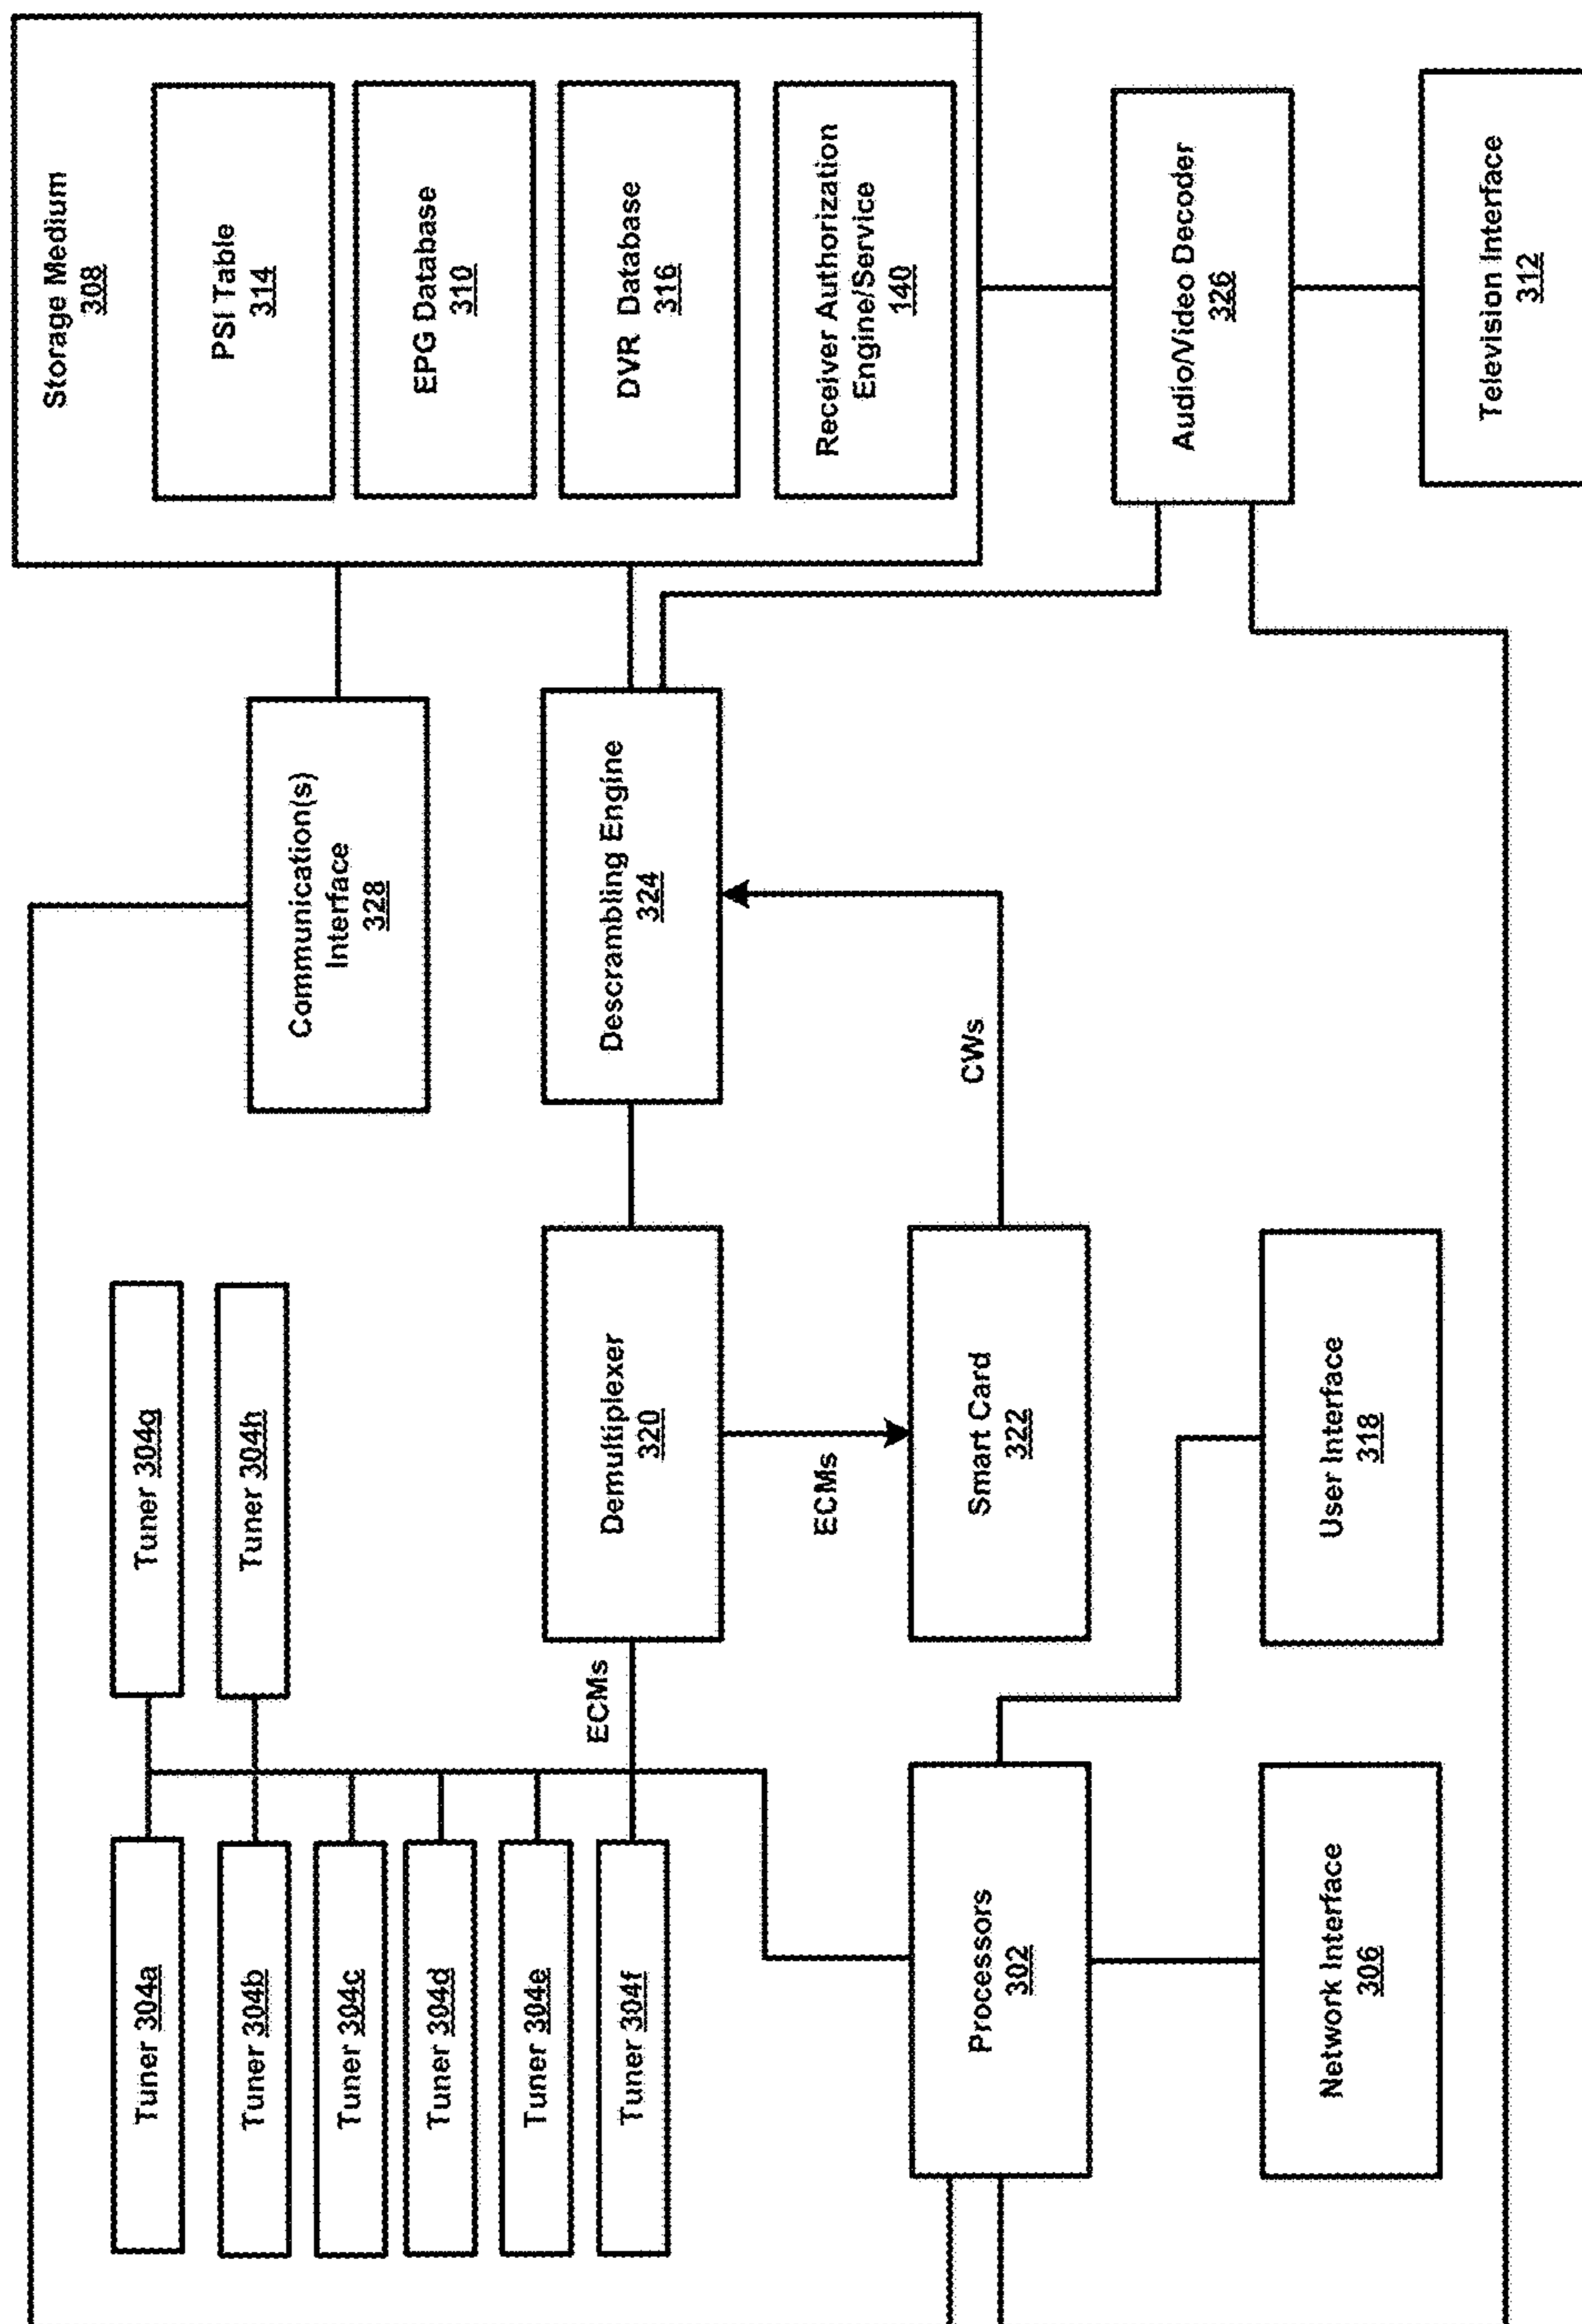 Tuner 304a
Tuner 304b
Tuner 304c
Tuner 304d
Tuner 304e
Tuner 304f
Tuner 304g
Tuner 304h
Communication(s)
Interface
328
Storage Medium
308
PSI Table
314
EPG Database
310
DVR Database
316
Receiver Authorization
Engine/Service
140
ECMs
Demultiplexer
320
Descrambling Engine
324
ECMs
CWs
Processors
302
Smart Card
322
Audio/Video Decoder
326
Network Interface
306
User Interface
318
Television Interface
312